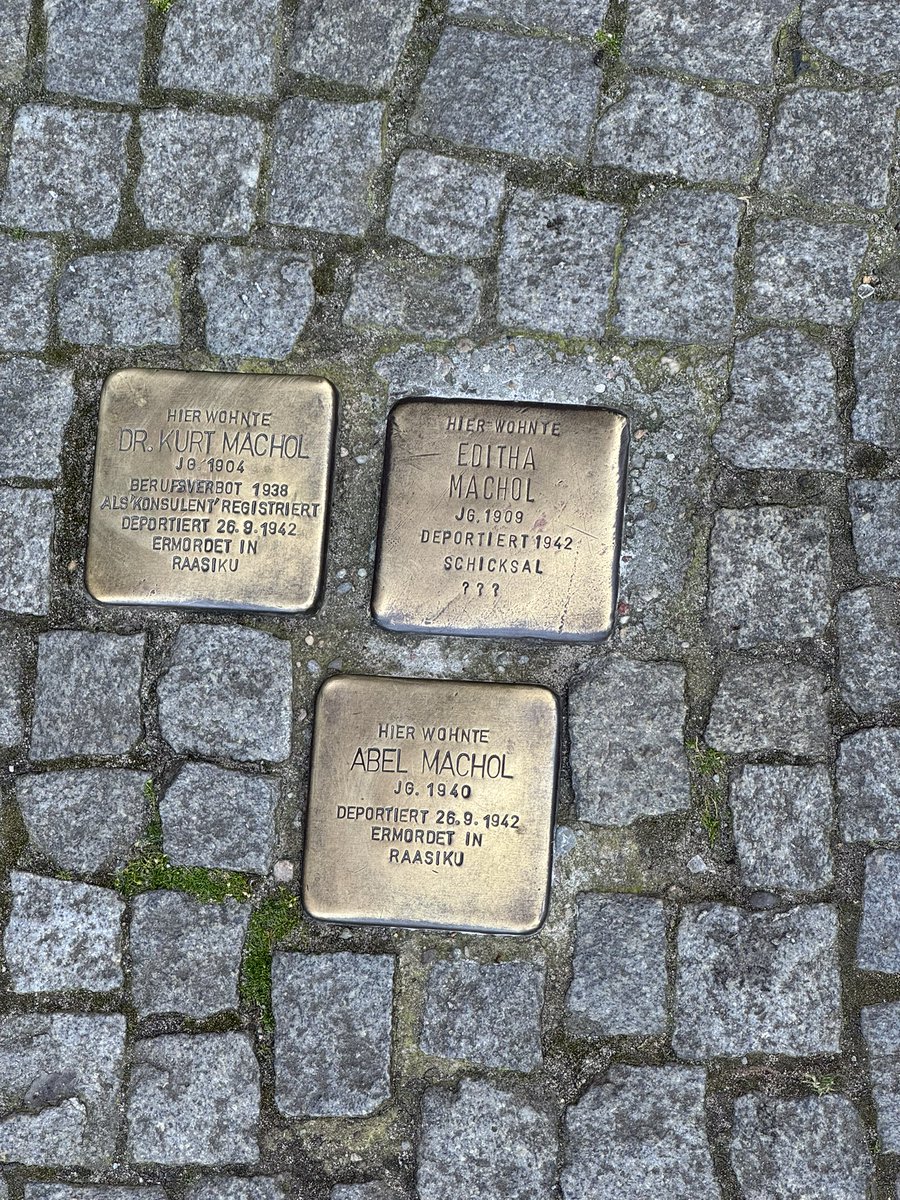 HIER WOHNTE
DR. KURT MACHOL
JG. 1904
BERUFSVERBOT 1938
ALS 'KONSULENT' REGISTRIERT
DEPORTIERT 26.9.1942
ERMORDET IN
RAASIKU
HIER WOHNTE
EDITHA
MACHOL
JG. 1909
DEPORTIERT 1942
SCHICKSAL
???
HIER WOHNTE
ABEL MACHOL
JG. 1940
DEPORTIERT 26.9.1942
ERMORDET IN
RAASIKU